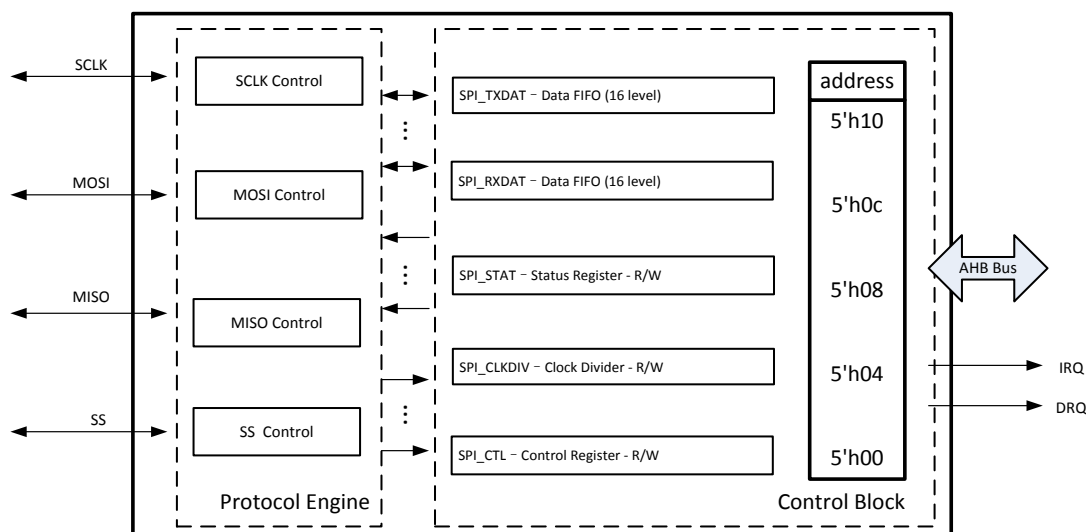 SCLK
MOSI
MISO
SS
SCLK Control
MOSI Control
MISO Control
SS Control
Protocol Engine
SPI_TXDAT – Data FIFO (16 level)
SPI_RXDAT – Data FIFO (16 level)
SPI_STAT – Status Register - R/W
SPI_CLKDIV – Clock Divider - R/W
SPI_CTL – Control Register - R/W
address
5'h10
5'h0c
5'h08
5'h04
5'h00
Control Block
AHB Bus
IRQ
DRQ